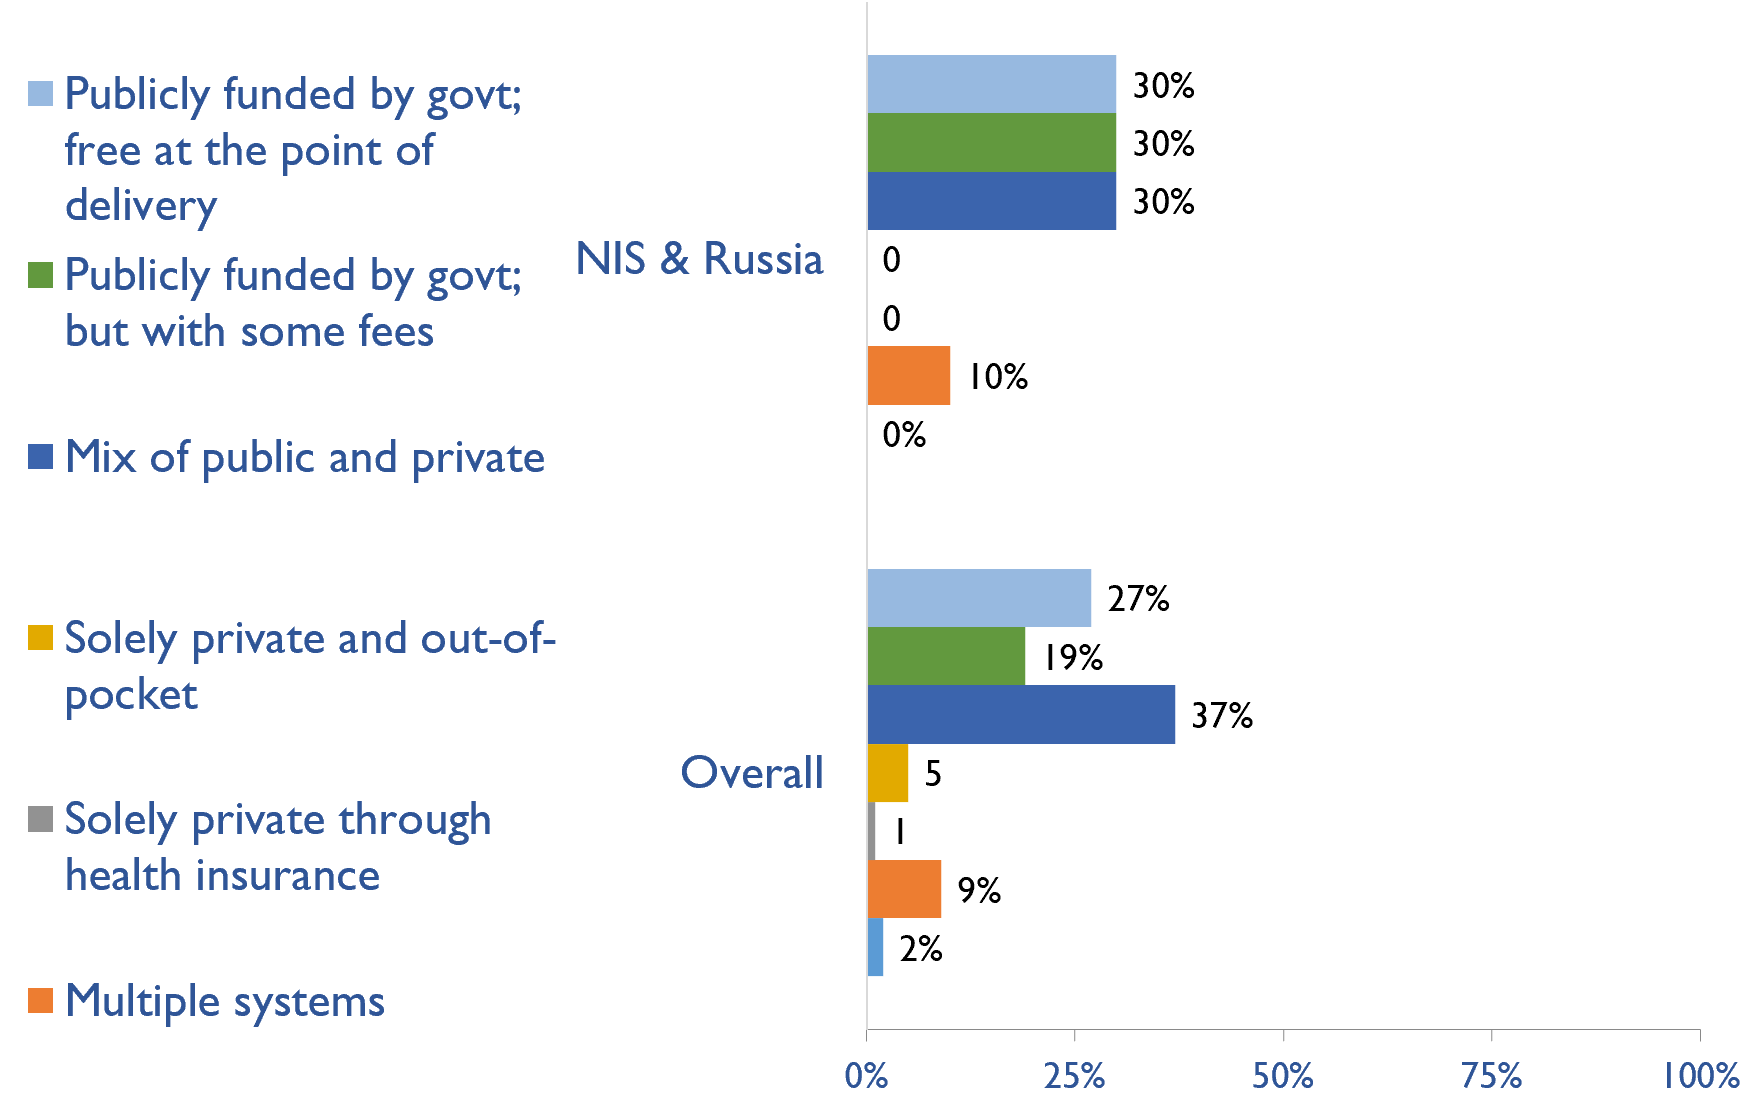 Publicly funded by govt;
free at the point of
delivery
Publicly funded by govt;
but with some fees
Mix of public and private
Solely private and out-of-
pocket
Solely private through
health insurance
Multiple systems
NIS & Russia
30%
30%
30%
0
0
10%
0%
Overall
27%
19%
37%
5
1
9%
2%
0%
25%
50%
75%
100%